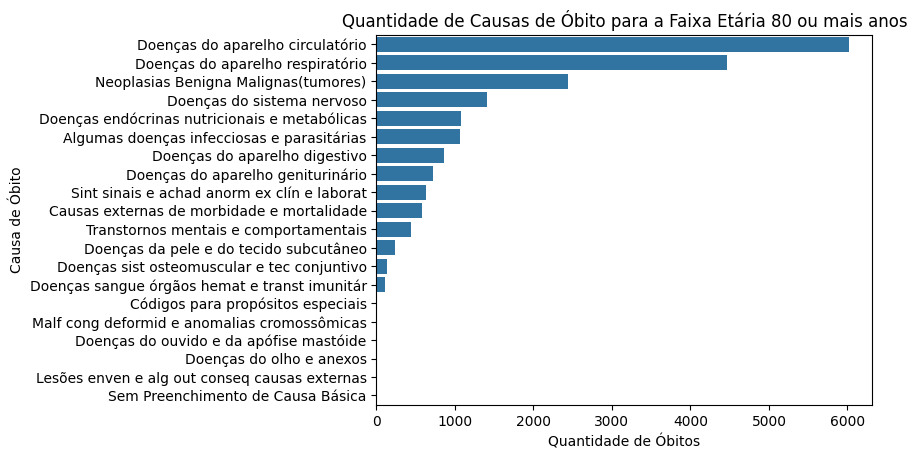 Quantidade de Causas de Óbito para a Faixa Etária 80 ou mais anos
Doenças do aparelho circulatório
Doenças do aparelho respiratório
Neoplasias Benigna Malignas(tumores)
Doenças do sistema nervoso
Doenças endócrinas nutricionais e metabólicas
Algumas doenças infecciosas e parasitárias
Doenças do aparelho digestivo
Doenças do aparelho geniturinário
Sint sinais e achad anorm ex clín e laborat
Causas externas de morbidade e mortalidade
Transtornos mentais e comportamentais
Doenças da pele e do tecido subcutâneo
Doenças sist osteomuscular e tec conjuntivo
Doenças sangue órgãos hemat e transt imunitár
Códigos para propósitos especiais
Malf cong deformid e anomalias cromossômicas
Doenças do ouvido e da apófise mastóide
Doenças do olho e anexos
Lesões enven e alg out conseq causas externas
Sem Preenchimento de Causa Básica
Causa de Óbito
0 1000 2000 3000 4000 5000 6000
Quantidade de Óbitos